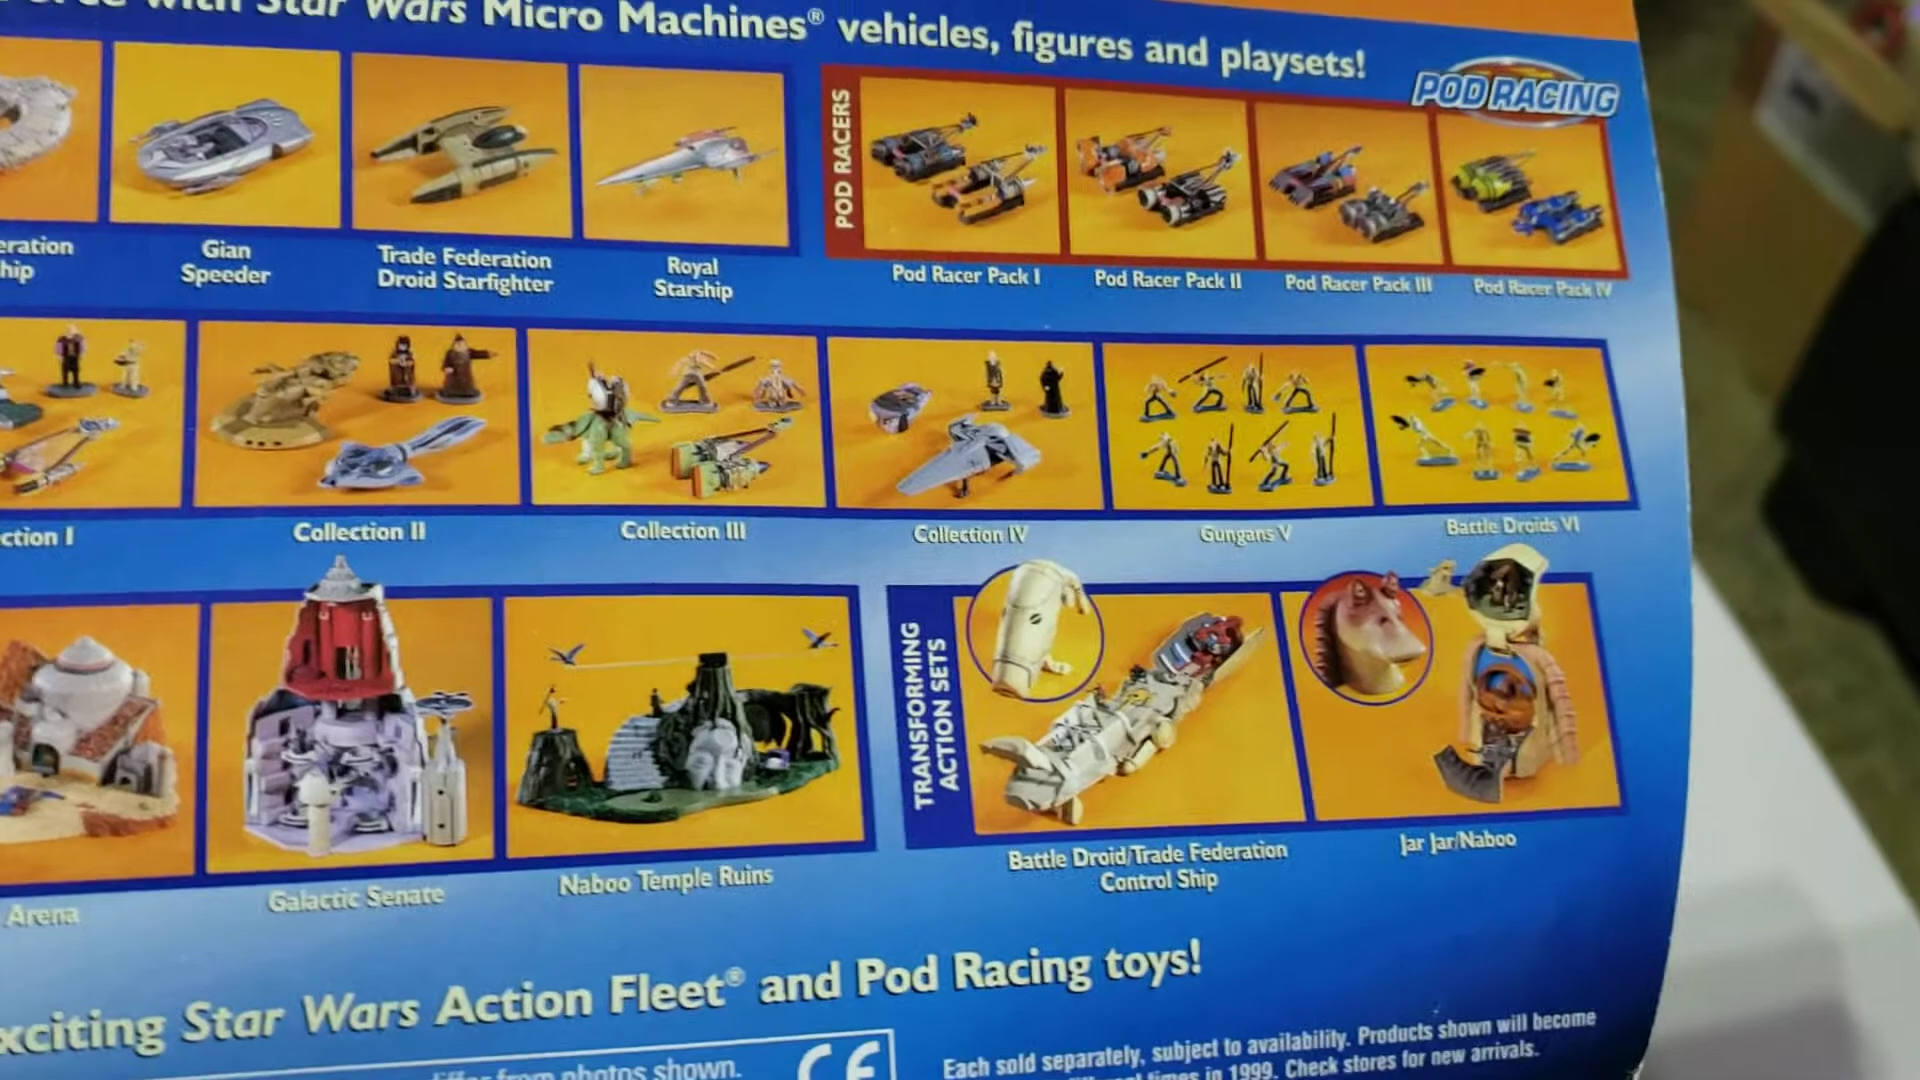 with Star Wars Micro Machines® vehicles, figures and playsets!
POD RACING
POD RACERS
eration
hip
Gian
Speeder
Trade Federation
Droid Starfighter
Royal
Starship
Pod Racer Pack I
Pod Racer Pack II
Pod Racer Pack III
Pod Racer Pack IV
ction I
Collection II
Collection III
Collection IV
Gungans V
Battle Droids VI
TRANSFORMING
ACTION SETS
Arena
Galactic Senate
Naboo Temple Ruins
Battle Droid/Trade Federation
Control Ship
Jar Jar/Naboo
xciting Star Wars Action Fleet® and Pod Racing toys!
differ from photos shown.
CE
Each sold separately, subject to availability. Products shown will become
times in 1999. Check stores for new arrivals.